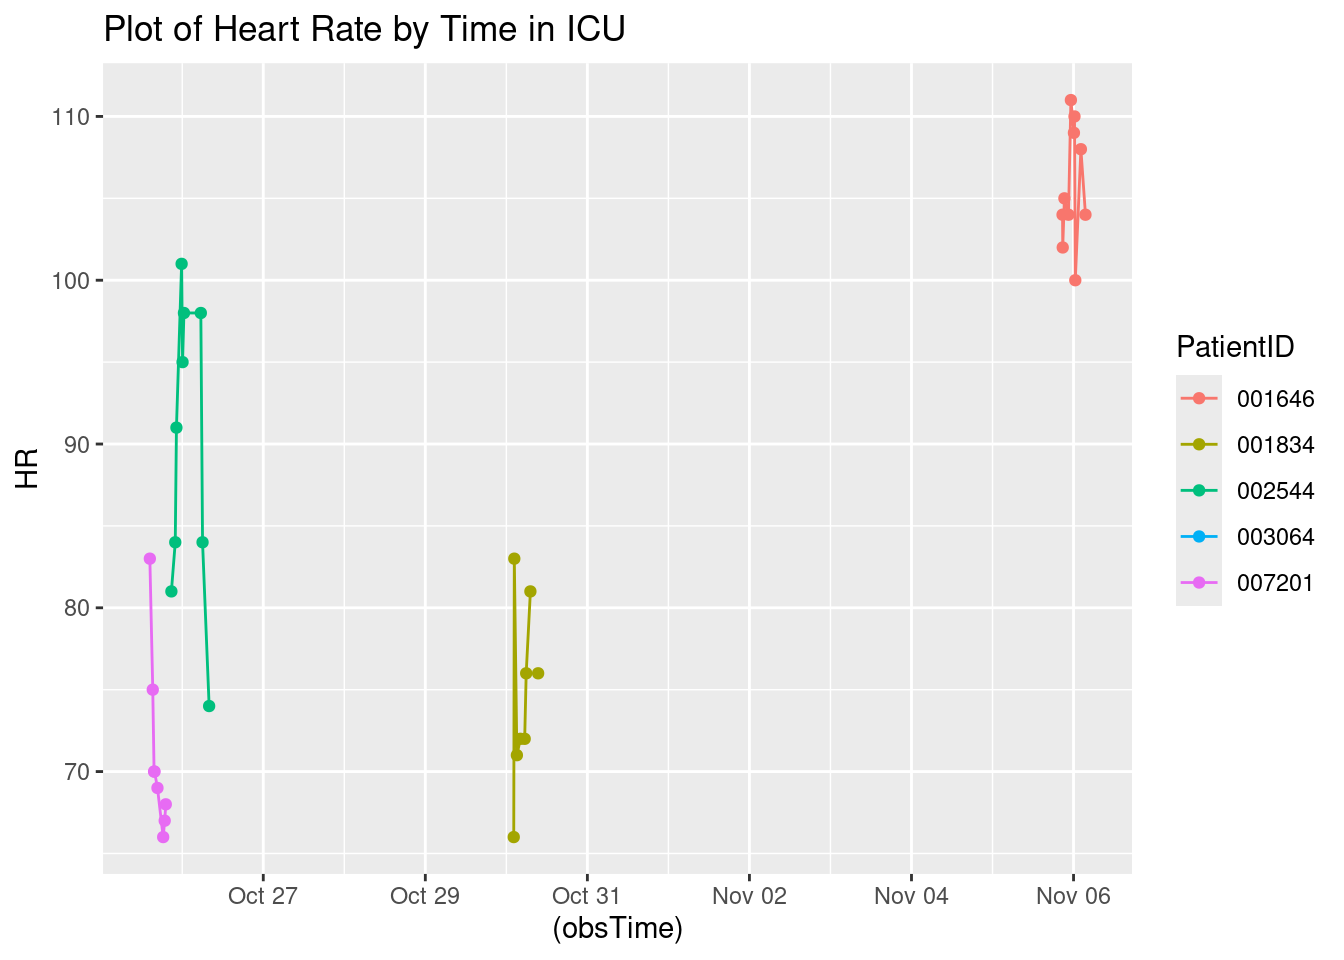 Plot of Heart Rate by Time in ICU
110
100
90
80
70
HR
Oct 27
Oct 29
Oct 31
Nov 02
Nov 04
Nov 06
(obsTime)
PatientID
001646
001834
002544
003064
007201